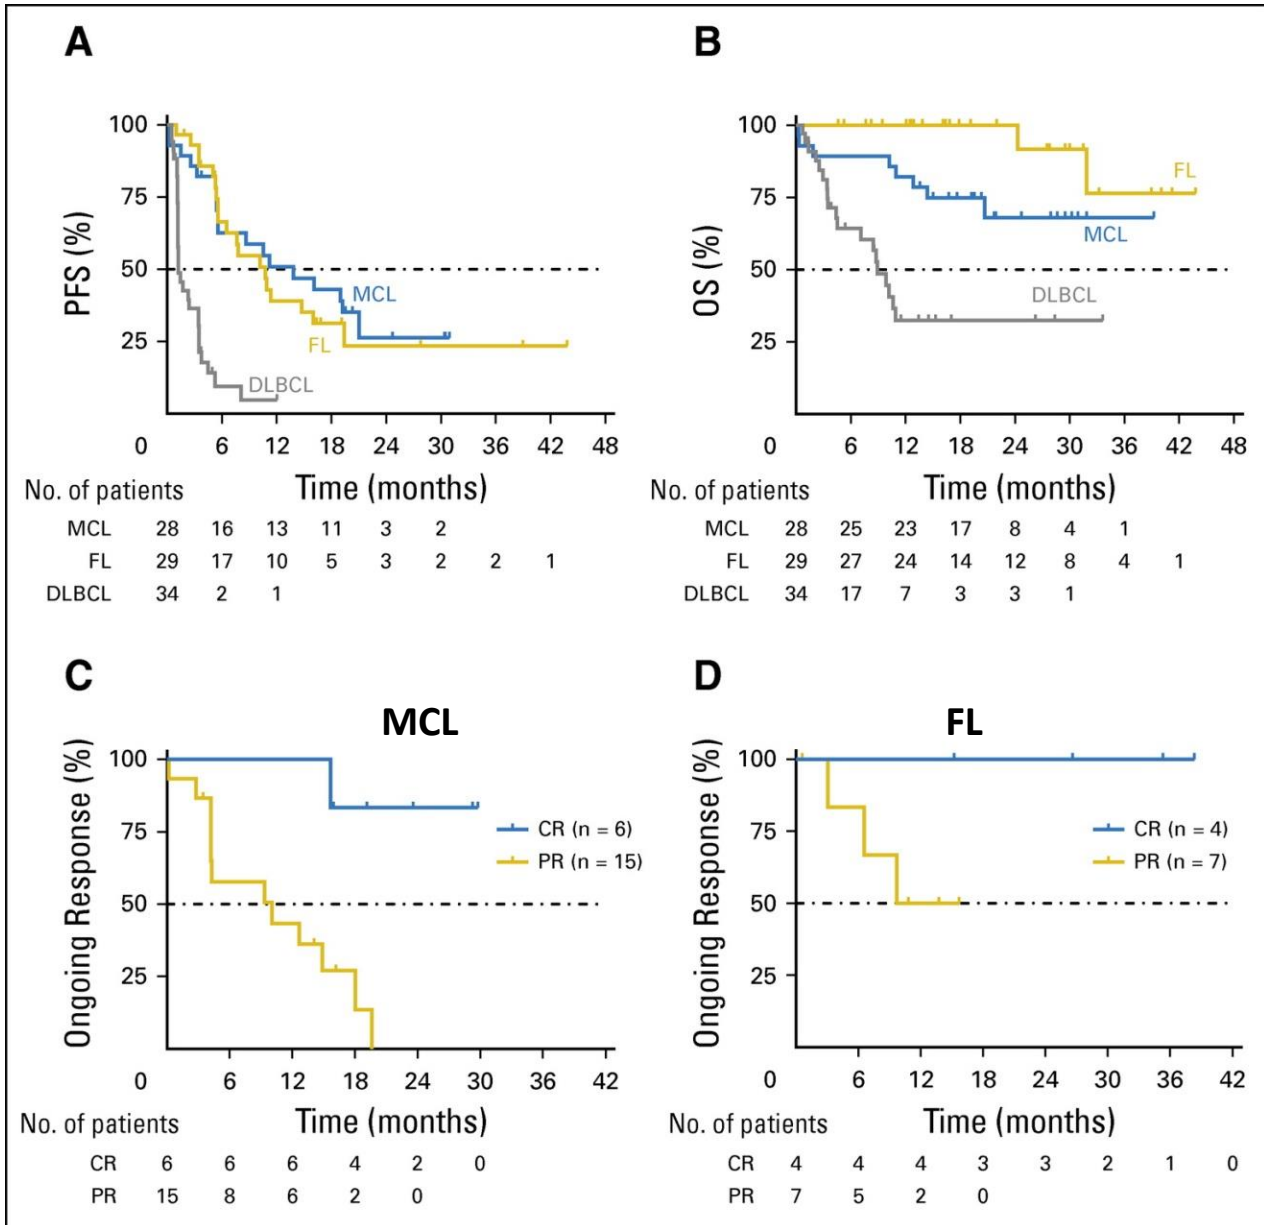 A
PFS (%)
100
75
50
25
MCL
FL
DLBCL
0 6 12 18 24 30 36 42 48
No. of patients Time (months)
MCL 28 16 13 11 3 2
FL 29 17 10 5 3 2 2 1
DLBCL 34 2 1
B
OS (%)
100
75
50
25
FL
MCL
DLBCL
0 6 12 18 24 30 36 42 48
No. of patients Time (months)
MCL 28 25 23 17 8 4 1
FL 29 27 24 14 12 8 4 1
DLBCL 34 17 7 3 3 1
C
MCL
Ongoing Response (%)
100
75
50
25
CR (n = 6)
PR (n = 15)
0 6 12 18 24 30 36 42
No. of patients Time (months)
CR 6 6 6 4 2 0
PR 15 8 6 2 0
D
FL
Ongoing Response (%)
100
75
50
25
CR (n = 4)
PR (n = 7)
0 6 12 18 24 30 36 42
No. of patients Time (months)
CR 4 4 4 3 3 2 1 0
PR 7 5 2 0